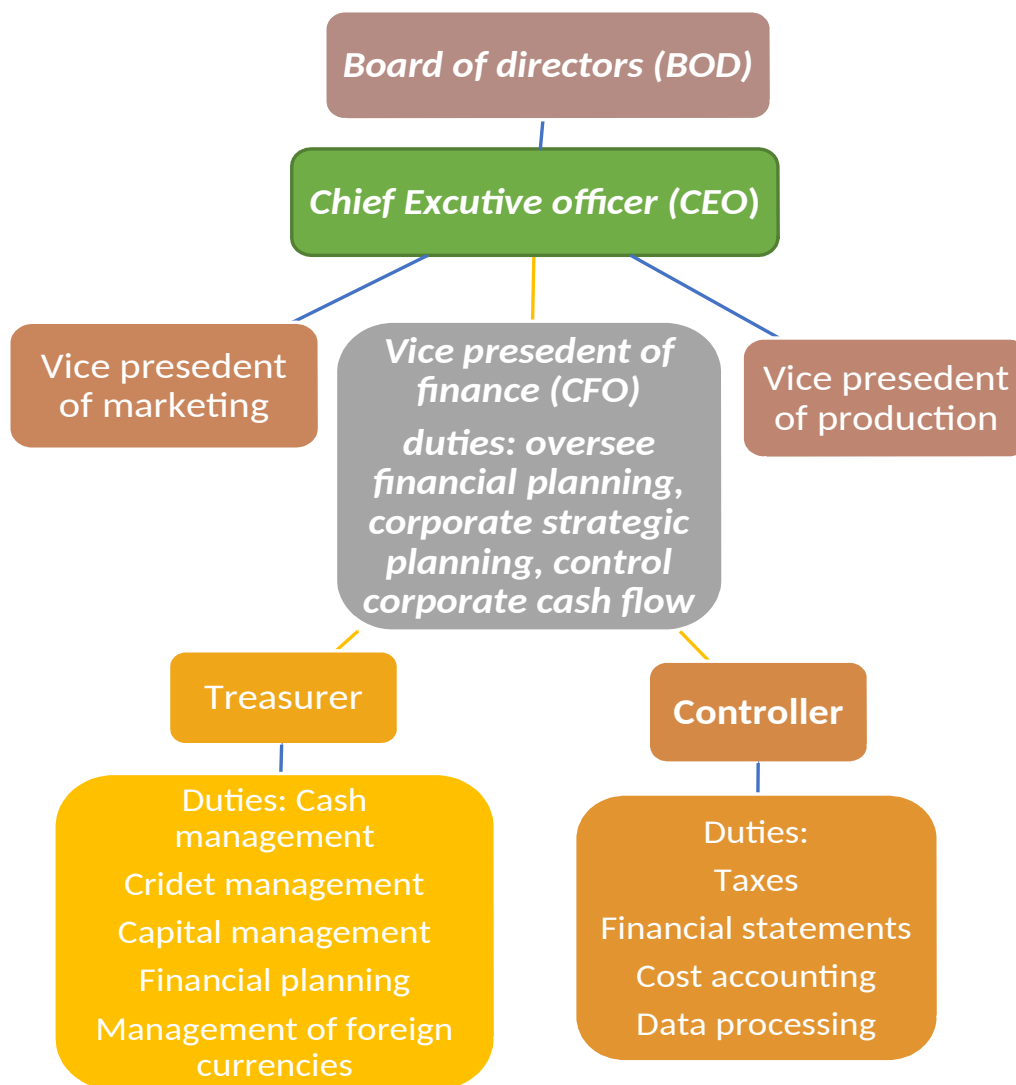 Board of directors (BOD)
Chief Excutive officer (CEO)
Vice presedent
of marketing
Vice presedent of
finance (CFO)
duties: oversee
financial planning,
corporate strategic
planning, control
corporate cash flow
Vice presedent
of production
Treasurer
Controller
Duties: Cash
management
Cridet management
Capital management
Financial planning
Management of foreign
currencies
Duties:
Taxes
Financial statements
Cost accounting
Data processing